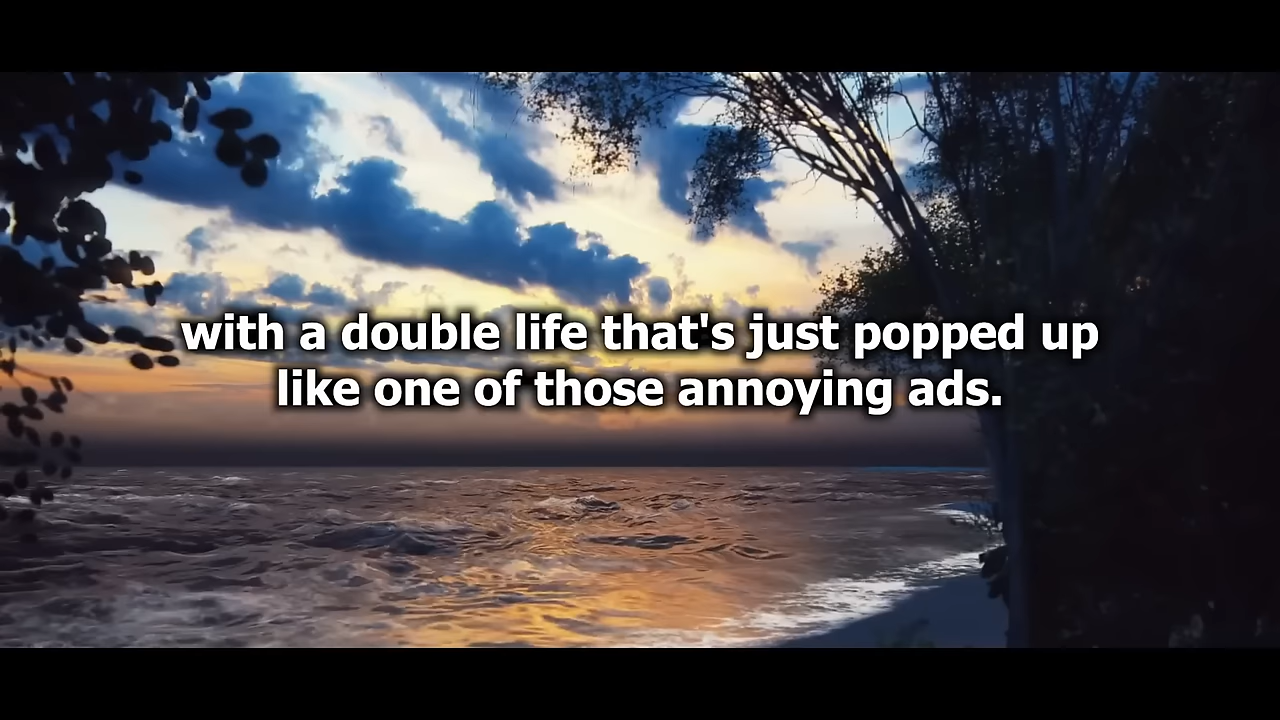 with a double life that's just popped up
like one of those annoying ads.